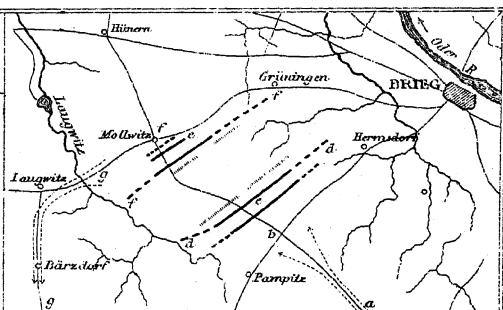 Hünern
Oder R
Grüningen
BRIEG
f
Laugwitz
Mollwitz
f
e
Hermsdorf
d
Laugwitz
g
e
d
b
Bärzdorf
Pampitz
g
a